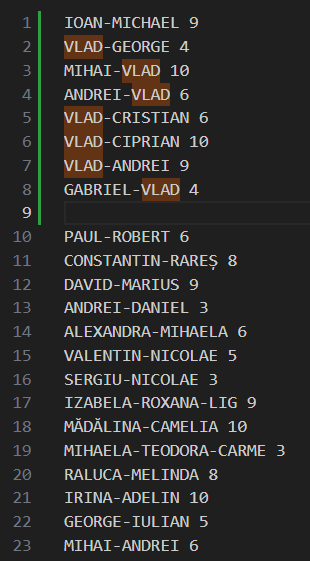 1 IOAN-MICHAEL 9
2 VLAD-GEORGE 4
3 MIHAI-VLAD 10
4 ANDREI-VLAD 6
5 VLAD-CRISTIAN 6
6 VLAD-CIPRIAN 10
7 VLAD-ANDREI 9
8 GABRIEL-VLAD 4
9
10 PAUL-ROBERT 6
11 CONSTANTIN-RAREȘ 8
12 DAVID-MARIUS 9
13 ANDREI-DANIEL 3
14 ALEXANDRA-MIHAELA 6
15 VALENTIN-NICOLAE 5
16 SERGIU-NICOLAE 3
17 IZABELA-ROXANA-LIG 9
18 MĂDĂLINA-CAMELIA 10
19 MIHAELA-TEODORA-CARME 3
20 RALUCA-MELINDA 8
21 IRINA-ADELIN 10
22 GEORGE-IULIAN 5
23 MIHAI-ANDREI 6